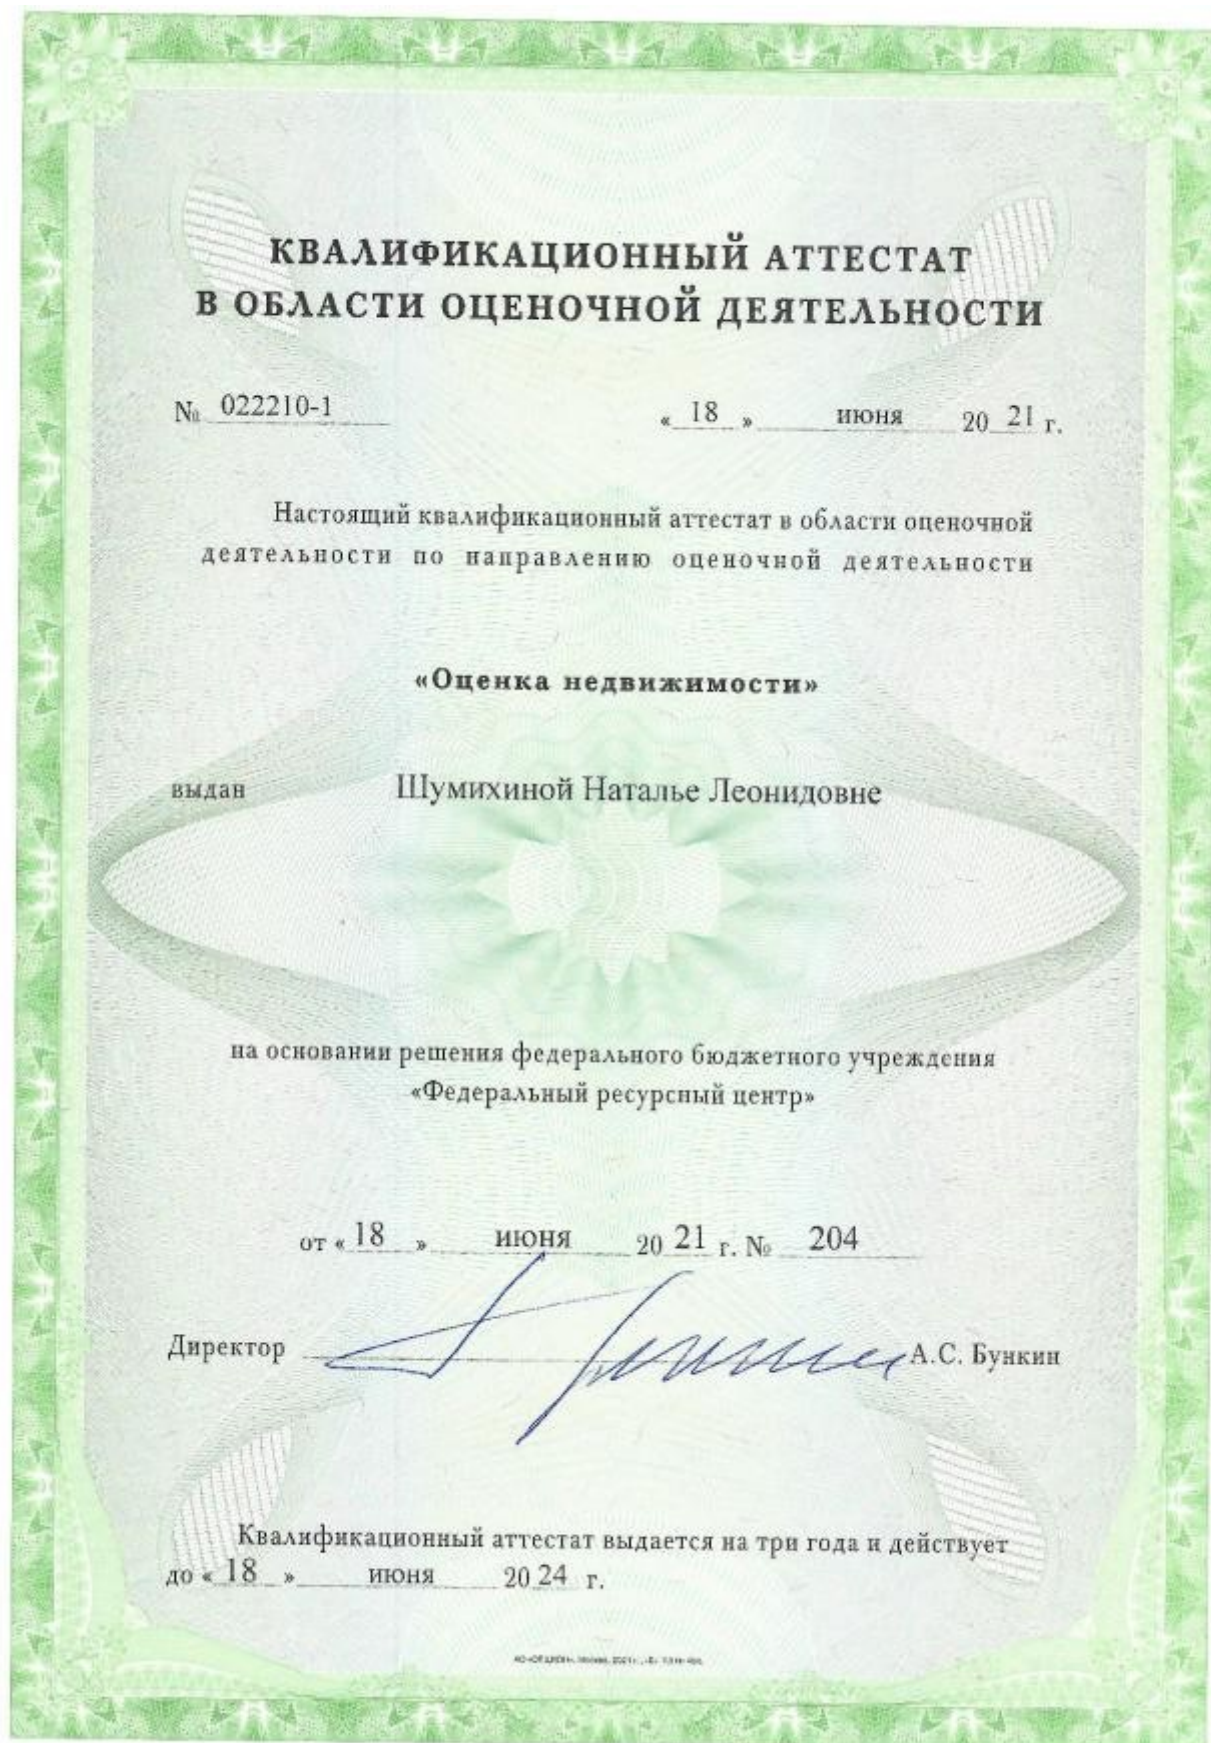 КВАЛИФИКАЦИОННЫЙ АТТЕСТАТ
В ОБЛАСТИ ОЦЕНОЧНОЙ ДЕЯТЕЛЬНОСТИ
№ 022210-1 « 18 » июня 20 21 г.
Настоящий квалификационный аттестат в области оценочной
деятельности по направлению оценочной деятельности
«Оценка недвижимости»
выдан Шумихиной Наталье Леонидовне
на основании решения федерального бюджетного учреждения
«Федеральный ресурсный центр»
от « 18 » июня 20 21 г. № 204
Директор А.С. Бункин
Квалификационный аттестат выдается на три года и действует
до « 18 » июня 20 24 г.